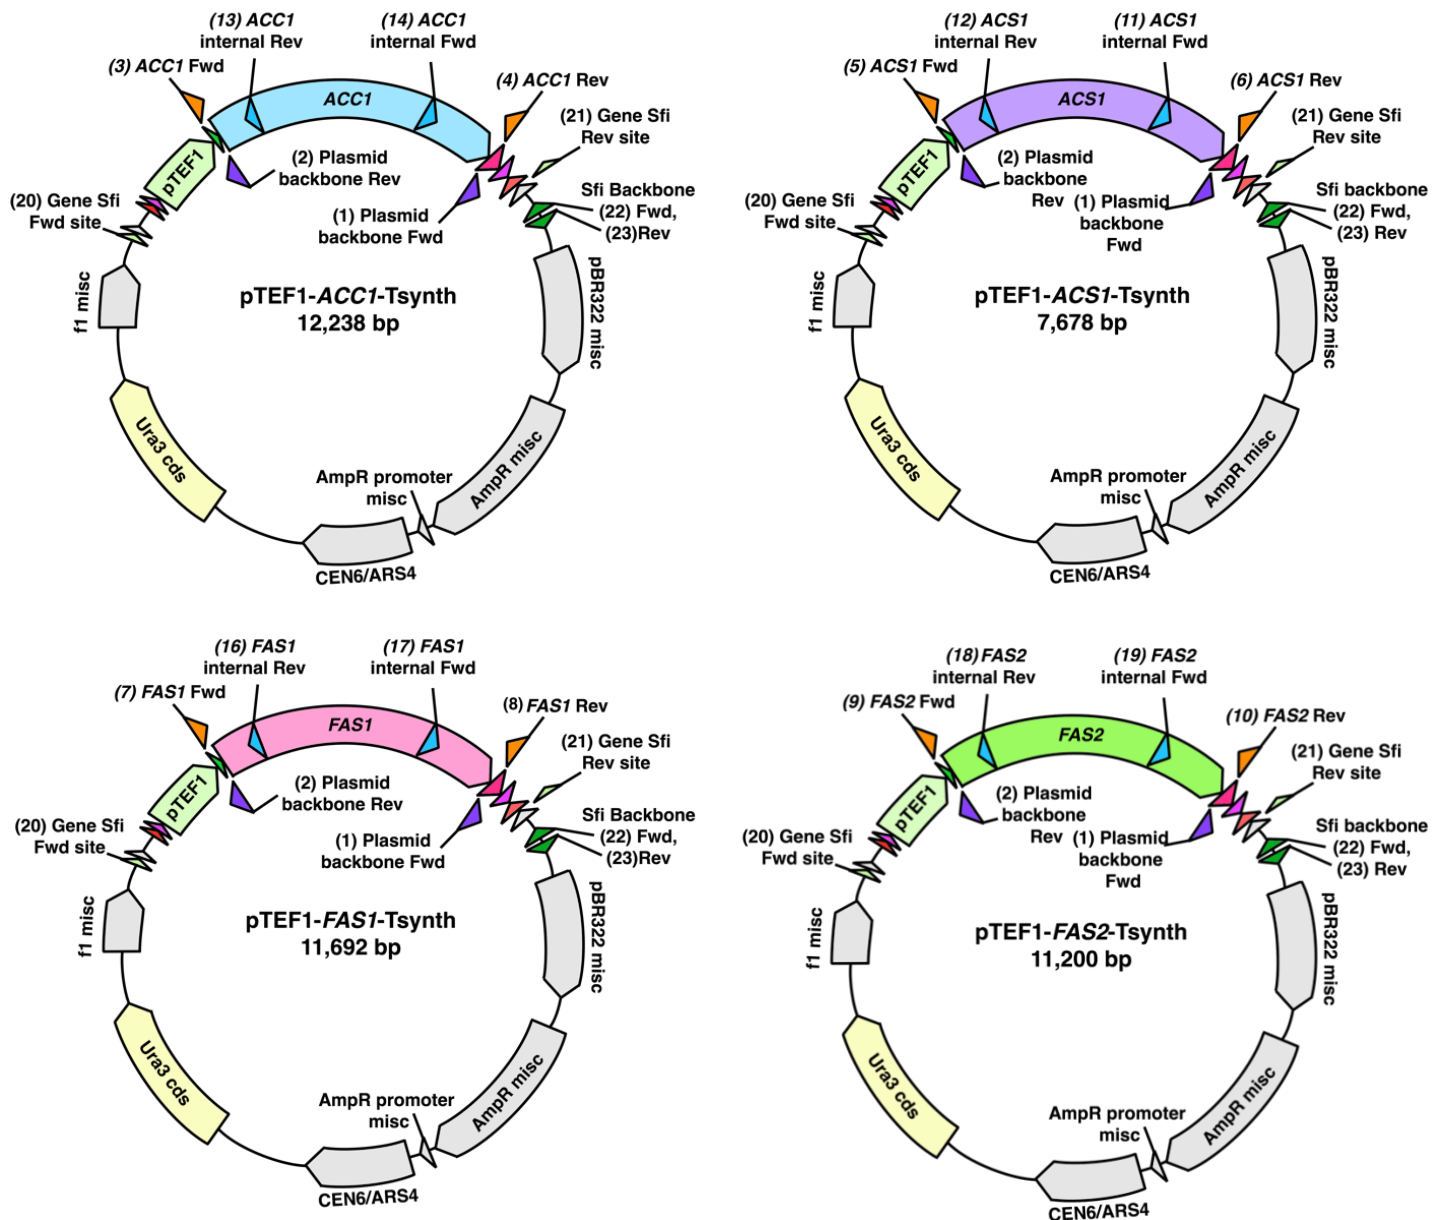 (13) ACC1
internal Rev
(14) ACC1
internal Fwd
(3) ACC1 Fwd
(4) ACC1 Rev
ACC1
(21) Gene Sfi
Rev site
pTEF1
(2) Plasmid
backbone Rev
(20) Gene Sfi
Fwd site
(1) Plasmid
backbone Fwd
Sfi Backbone
(22) Fwd,
(23)Rev
f1 misc
pTEF1-ACC1-Tsynth
12,238 bp
pBR322 misc
Ura3 cds
AmpR promoter
misc
AmpR misc
CEN6/ARS4
(12) ACS1
internal Rev
(11) ACS1
internal Fwd
(5) ACS1 Fwd
(6) ACS1 Rev
ACS1
(21) Gene Sfi
Rev site
pTEF1
(2) Plasmid
backbone
Rev
(20) Gene Sfi
Fwd site
(1) Plasmid
backbone
Fwd
Sfi backbone
(22) Fwd,
(23) Rev
f1 misc
pTEF1-ACS1-Tsynth
7,678 bp
pBR322 misc
Ura3 cds
AmpR promoter
misc
AmpR misc
CEN6/ARS4
(16) FAS1
internal Rev
(17) FAS1
internal Fwd
(7) FAS1 Fwd
(8) FAS1 Rev
FAS1
(21) Gene Sfi
Rev site
pTEF1
(2) Plasmid
backbone Rev
(20) Gene Sfi
Fwd site
(1) Plasmid
backbone Fwd
Sfi Backbone
(22) Fwd,
(23)Rev
f1 misc
pTEF1-FAS1-Tsynth
11,692 bp
pBR322 misc
Ura3 cds
AmpR promoter
misc
AmpR misc
CEN6/ARS4
(18) FAS2
internal Rev
(19) FAS2
internal Fwd
(9) FAS2 Fwd
(10) FAS2 Rev
FAS2
(21) Gene Sfi
Rev site
pTEF1
(2) Plasmid
backbone
Rev
(20) Gene Sfi
Fwd site
(1) Plasmid
backbone
Fwd
Sfi backbone
(22) Fwd,
(23) Rev
f1 misc
pTEF1-FAS2-Tsynth
11,200 bp
pBR322 misc
Ura3 cds
AmpR promoter
misc
AmpR misc
CEN6/ARS4